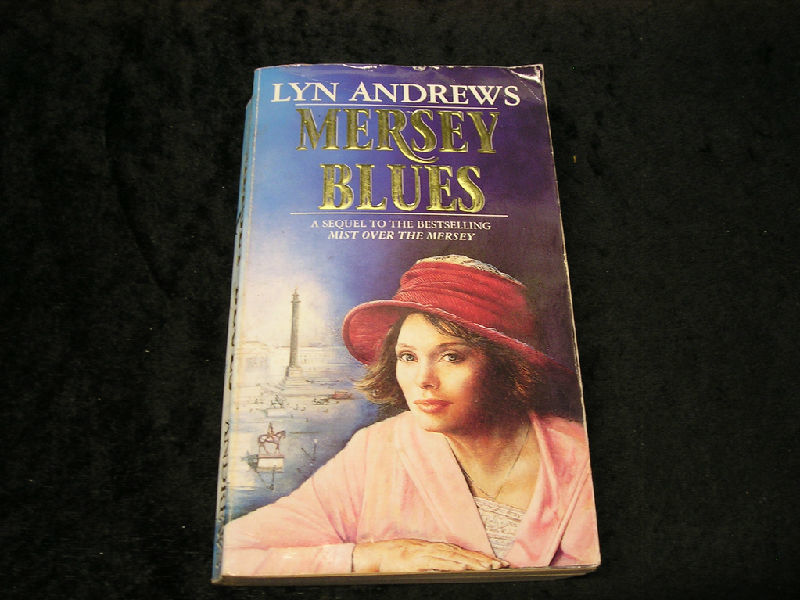 LYN ANDREWS
MERSEY
BLUES
A SEQUEL TO THE BESTSELLING
MIST OVER THE MERSEY